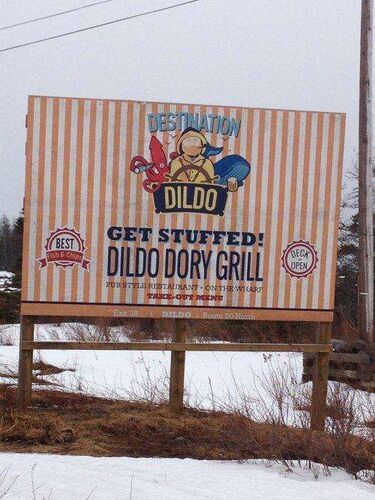 DESTINATION
DILDO
GET STUFFED!
DILDO DORY GRILL
BEST
Fish & Chips
DECK
IS
OPEN
PUB STYLE RESTAURANT • ON THE WHARF
TAKE-OUT MENU
Exit 28 | DILDO | Route 80 North